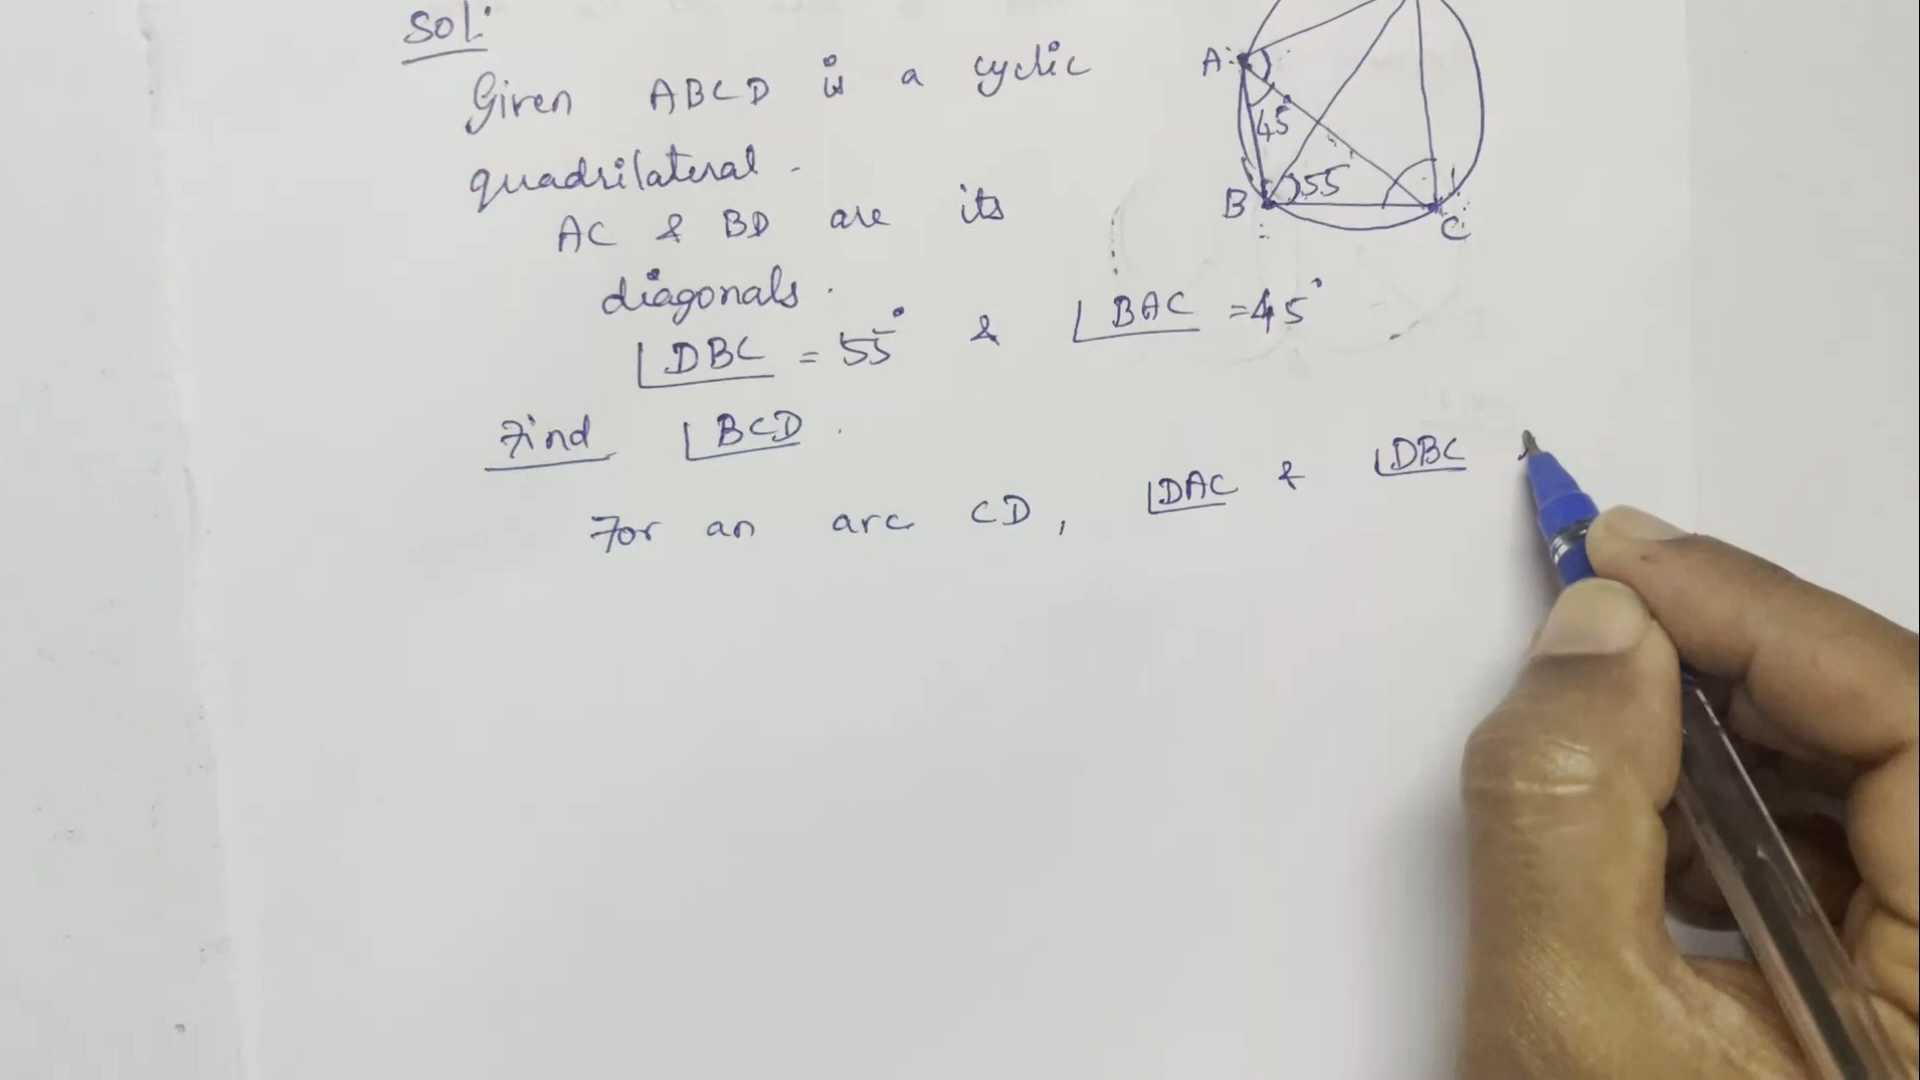 Sol:
Given ABCD is a cyclic
quadrilateral.
AC & BD are its
diagonals.
∠DBC = 55° & ∠BAC = 45°
Find ∠BCD.
For an arc CD, ∠DAC & ∠DBC
A
45°
B
55
C